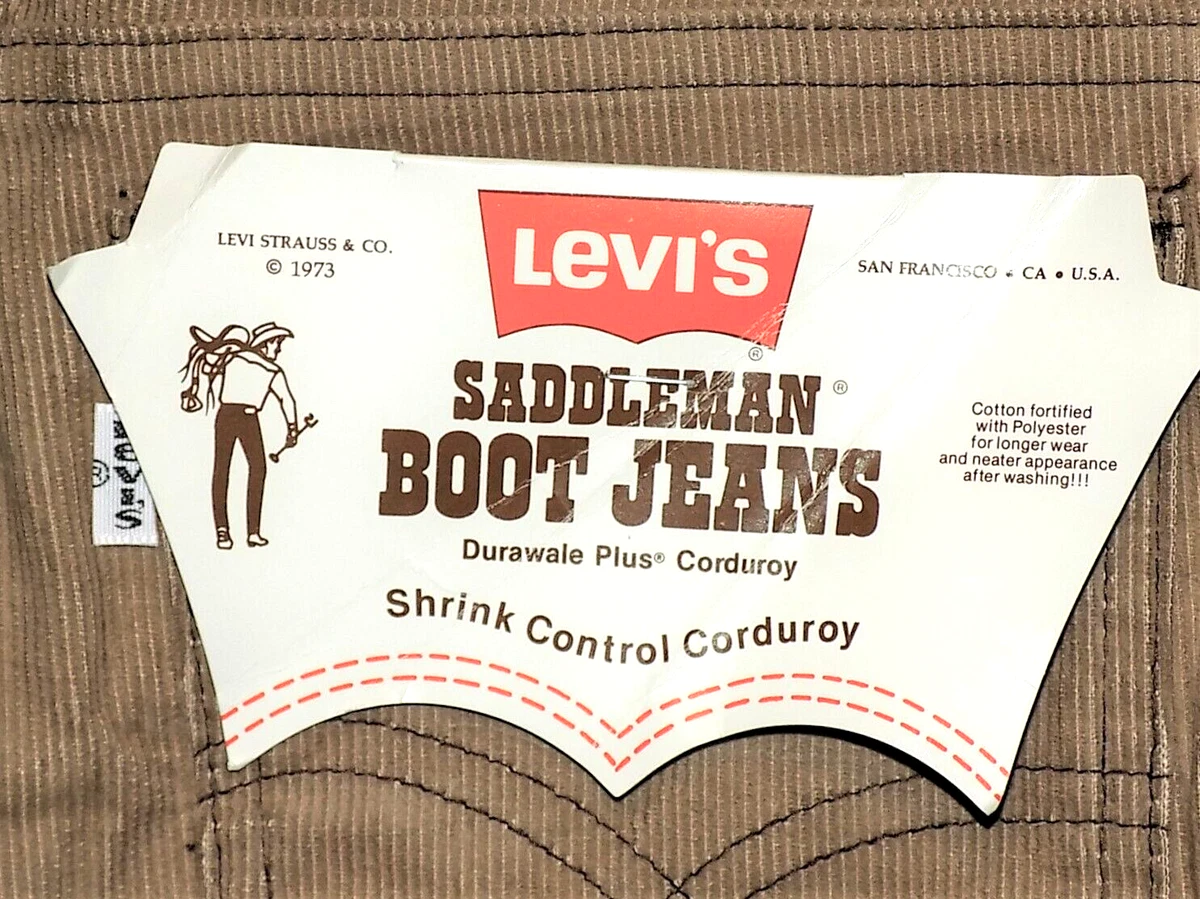 LEVI STRAUSS & CO.
© 1973
LEVI'S
®
SAN FRANCISCO • CA • U.S.A.
SADDLEMAN®
BOOT JEANS
Durawale Plus® Corduroy
Shrink Control Corduroy
Cotton fortified
with Polyester
for longer wear
and neater appearance
after washing!!!
LEVI'S
®